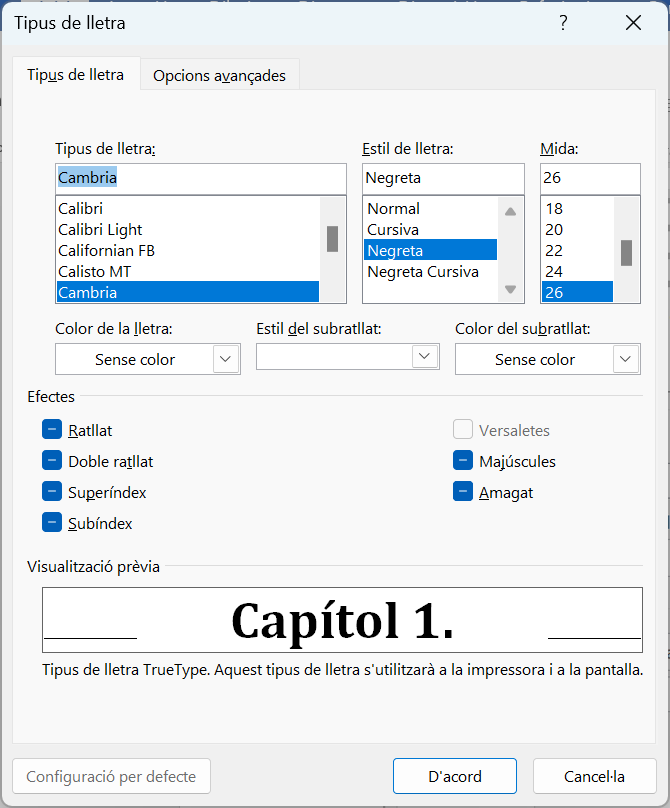 Tipus de lletra ?
Tipus de lletra Opcions avançades
Tipus de lletra: Estil de lletra: Mida:
Cambria Negreta 26
Calibri Normal 18
Calibri Light Cursiva 20
Californian FB Negreta 22
Calisto MT Negreta Cursiva 24
Cambria 26
Color de la lletra: Estil del subratllat: Color del subratllat:
Sense color Sense color
Efectes
Ratllat Versaletes
Doble ratllat Majúscules
Superíndex Amagat
Subíndex
Visualització prèvia
Capítol 1.
Tipus de lletra TrueType. Aquest tipus de lletra s'utilitzarà a la impressora i a la pantalla.
Configuració per defecte D'acord Cancel·la